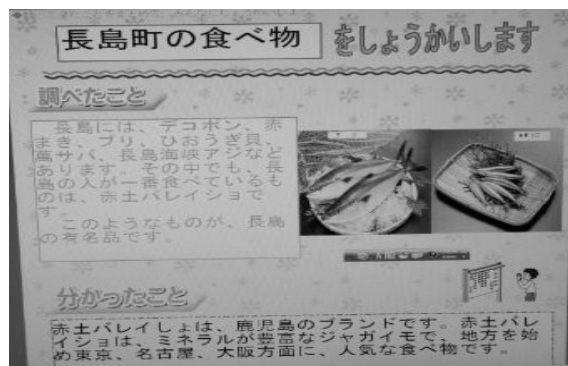 長島町の食べ物
をしょうかいします
調べたこと
長島には、デコポン、赤
まき、ブリ、ひおうぎ貝、
萬サバ、長島海峡アジなど
あります。その中でも、長
島の人が一番食べているも
のは、赤土バレイショで
す。
このようなものが、長島
の有名品です。
分かったこと
赤土バレイしょは、鹿児島のブランドです。赤土バレ
イショは、ミネラルが豊富なジャガイモで、地方を始
め東京、名古屋、大阪方面に、人気な食べ物です。